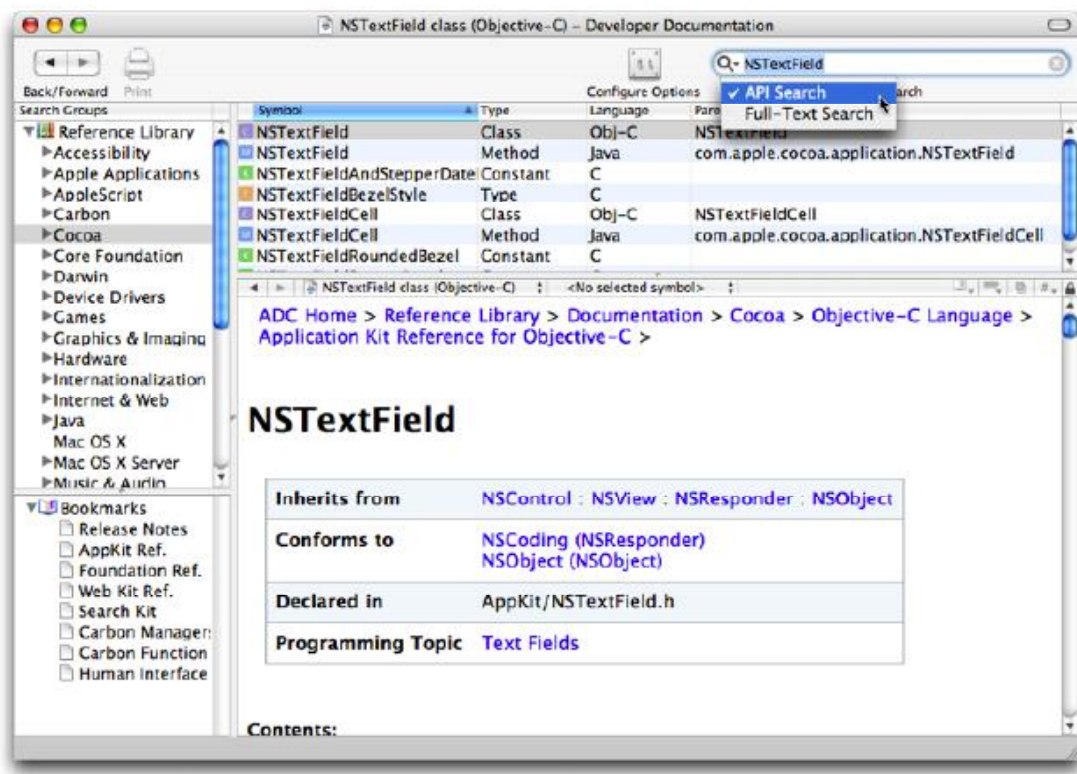 NSTextField class (Objective-C) – Developer Documentation
NSTextField
Back/Forward Print Configure Options arch
API Search
Full-Text Search
Search Groups
Reference Library
Accessibility
Apple Applications
AppleScript
Carbon
Cocoa
Core Foundation
Darwin
Device Drivers
Games
Graphics & Imaging
Hardware
Internationalization
Internet & Web
Java
Mac OS X
Mac OS X Server
Music & Audio
Bookmarks
Release Notes
AppKit Ref.
Foundation Ref.
Web Kit Ref.
Search Kit
Carbon Manager
Carbon Function
Human Interface
Symbol Type Language Pare
NSTextField Class Obj-C NSTextField
NSTextField Method Java com.apple.cocoa.application.NSTextField
NSTextFieldAndStepperDate Constant C
NSTextFieldBezelStyle Type C
NSTextFieldCell Class Obj-C NSTextFieldCell
NSTextFieldCell Method Java com.apple.cocoa.application.NSTextFieldCell
NSTextFieldRoundedBezel Constant C
NSTextField class (Objective-C) <No selected symbol>
ADC Home > Reference Library > Documentation > Cocoa > Objective-C Language >
Application Kit Reference for Objective-C >
NSTextField
Inherits from NSControl : NSView : NSResponder : NSObject
Conforms to NSCoding (NSResponder)
NSObject (NSObject)
Declared in AppKit/NSTextField.h
Programming Topic Text Fields
Contents: